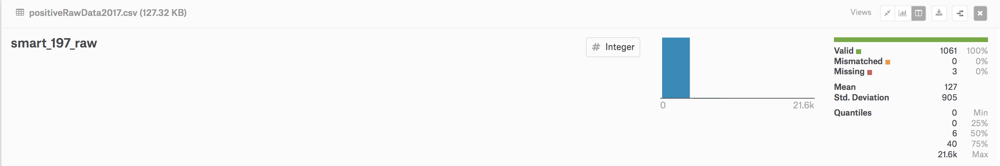 positiveRawData2017.csv (127.32 KB)
Views
smart_197_raw
# Integer
0 21.6k
Valid 1061 100%
Mismatched 0 0%
Missing 3 0%
Mean 127
Std. Deviation 905
Quantiles 0 Min
0 25%
6 50%
40 75%
21.6k Max